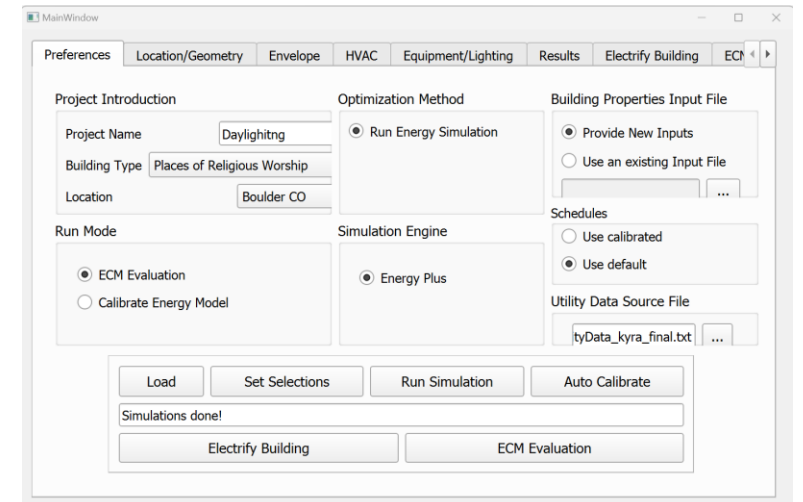 MainWindow
Preferences Location/Geometry Envelope HVAC Equipment/Lighting Results Electrify Building ECM
Project Introduction
Project Name Daylighitng
Building Type Places of Religious Worship
Location Boulder CO
Optimization Method
Run Energy Simulation
Building Properties Input File
Provide New Inputs
Use an existing Input File
...
Run Mode
ECM Evaluation
Calibrate Energy Model
Simulation Engine
Energy Plus
Schedules
Use calibrated
Use default
Utility Data Source File
tyData_kyra_final.txt ...
Load Set Selections Run Simulation Auto Calibrate
Simulations done!
Electrify Building ECM Evaluation